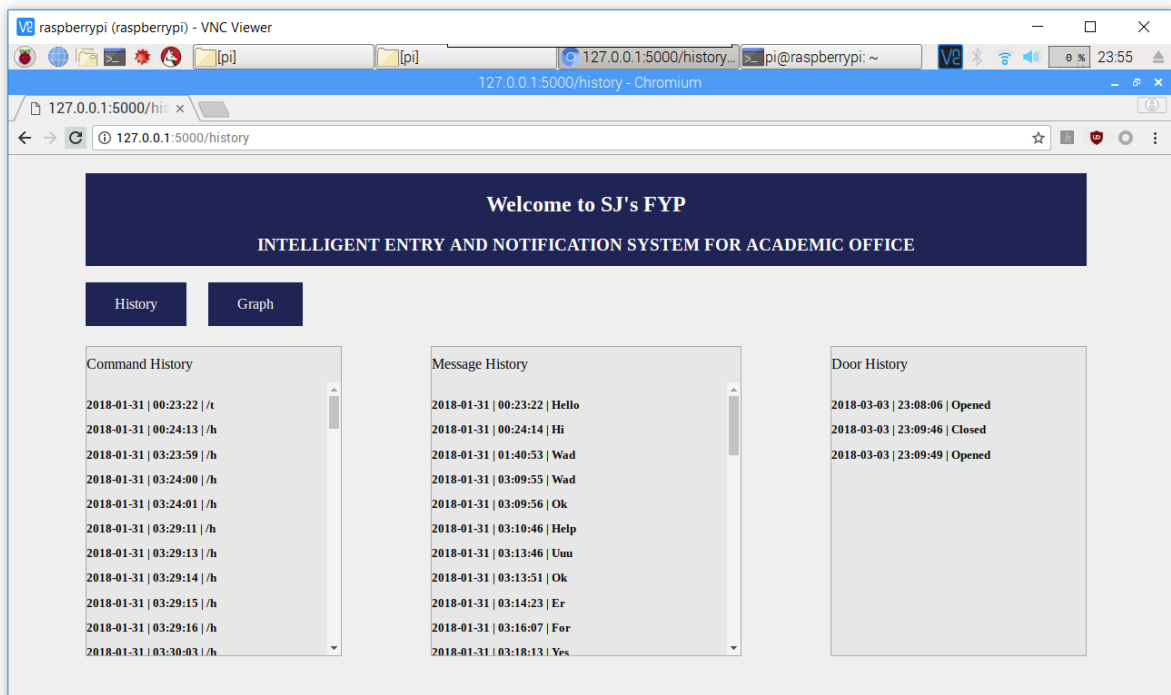 raspberrypi (raspberrypi) - VNC Viewer
[pi]
[pi]
127.0.0.1:5000/history...
pi@raspberrypi: ~
0 %
23:55
127.0.0.1:5000/history - Chromium
127.0.0.1:5000/his
127.0.0.1:5000/history
Welcome to SJ's FYP
INTELLIGENT ENTRY AND NOTIFICATION SYSTEM FOR ACADEMIC OFFICE
History
Graph
Command History
2018-01-31 | 00:23:22 | /t
2018-01-31 | 00:24:13 | /h
2018-01-31 | 03:23:59 | /h
2018-01-31 | 03:24:00 | /h
2018-01-31 | 03:24:01 | /h
2018-01-31 | 03:29:11 | /h
2018-01-31 | 03:29:13 | /h
2018-01-31 | 03:29:14 | /h
2018-01-31 | 03:29:15 | /h
2018-01-31 | 03:29:16 | /h
2018-01-31 | 03:30:03 | /h
Message History
2018-01-31 | 00:23:22 | Hello
2018-01-31 | 00:24:14 | Hi
2018-01-31 | 01:40:53 | Wad
2018-01-31 | 03:09:55 | Wad
2018-01-31 | 03:09:56 | Ok
2018-01-31 | 03:10:46 | Help
2018-01-31 | 03:13:46 | Uuu
2018-01-31 | 03:13:51 | Ok
2018-01-31 | 03:14:23 | Er
2018-01-31 | 03:16:07 | For
2018-01-31 | 03:18:13 | Yes
Door History
2018-03-03 | 23:08:06 | Opened
2018-03-03 | 23:09:46 | Closed
2018-03-03 | 23:09:49 | Opened